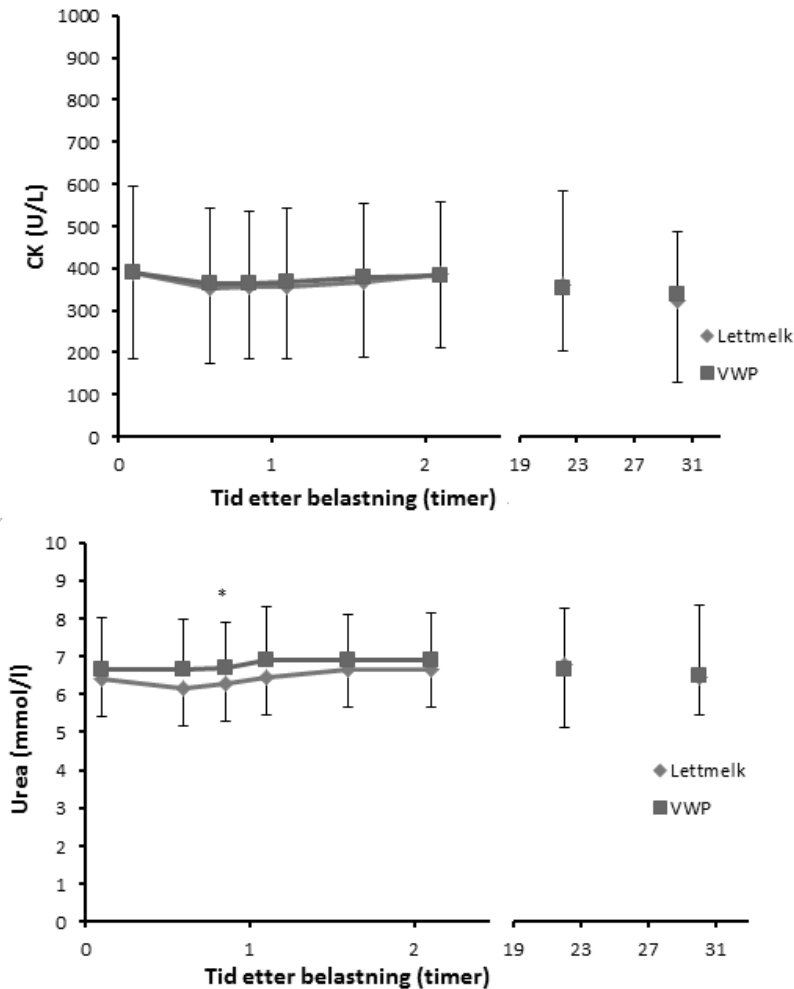 1000
900
800
700
600
500
400
300
200
100
0
CK (U/L)
0 1 2 19 23 27 31
Tid etter belastning (timer)
Lettmelk
VWP
10
9
8
7
6
5
4
3
2
1
0
Urea (mmol/l)
*
0 1 2 19 23 27 31
Tid etter belastning (timer)
Lettmelk
VWP